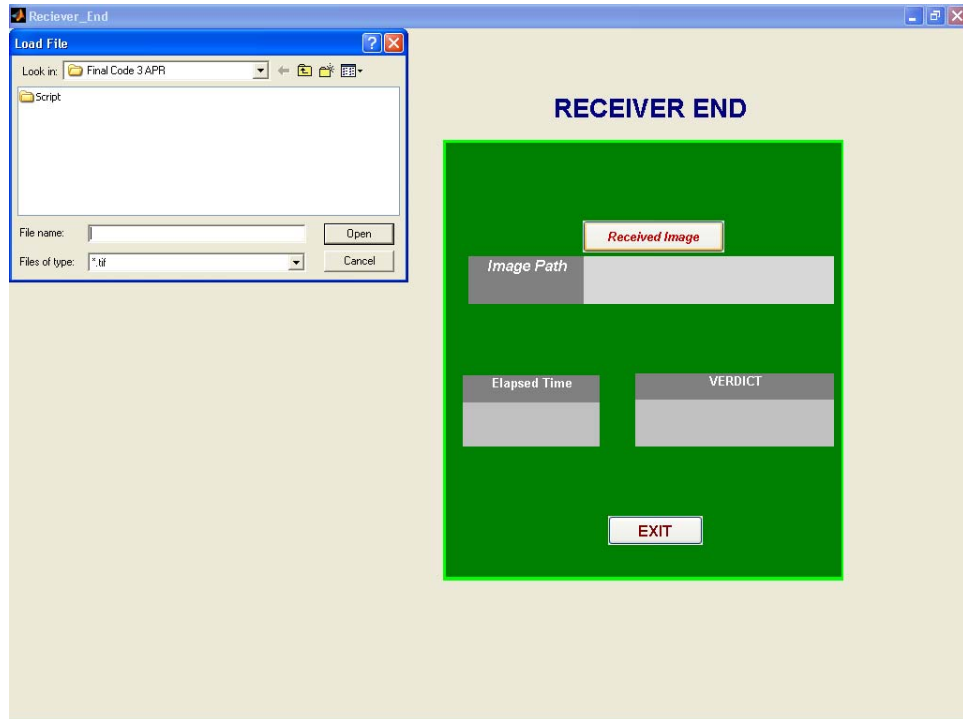 Reciever_End
Load File
Look in: Final Code 3 APR
Script
File name:
Open
Files of type: *.tif
Cancel
RECEIVER END
Received Image
Image Path
Elapsed Time
VERDICT
EXIT